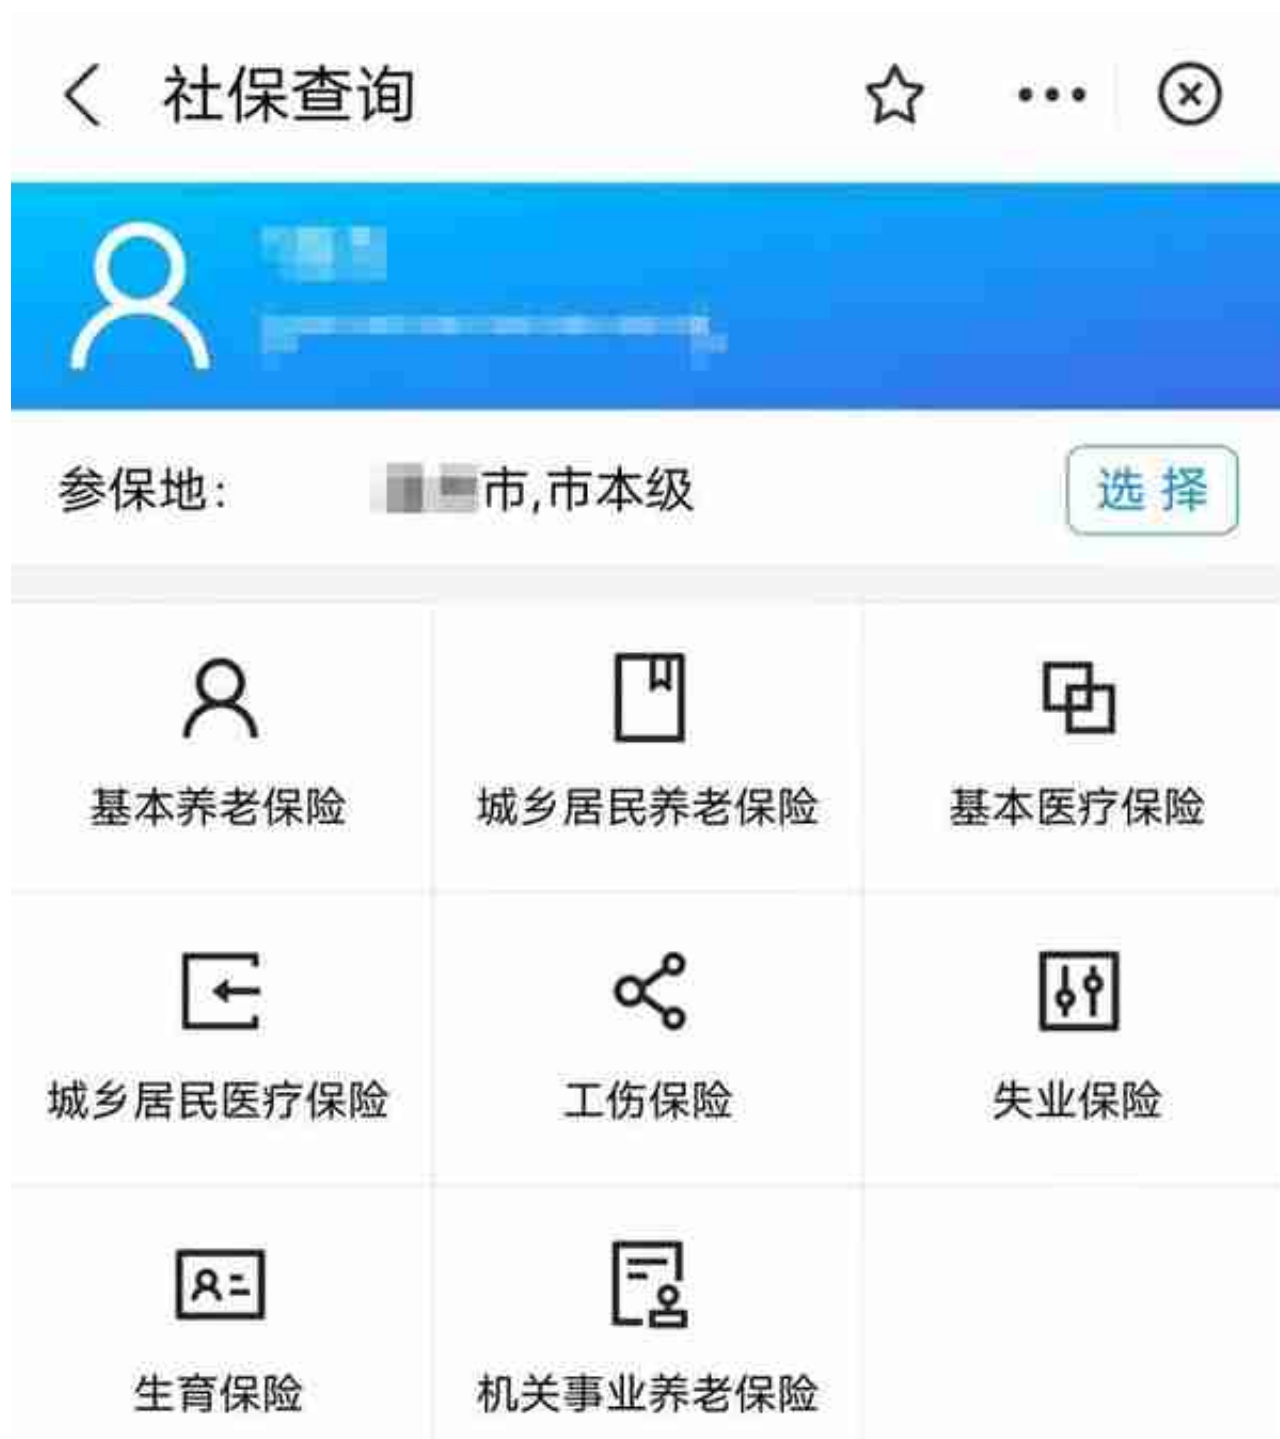 社保查询
参保地: 市,市本级 选择
基本养老保险 城乡居民养老保险 基本医疗保险
城乡居民医疗保险 工伤保险 失业保险
生育保险 机关事业养老保险